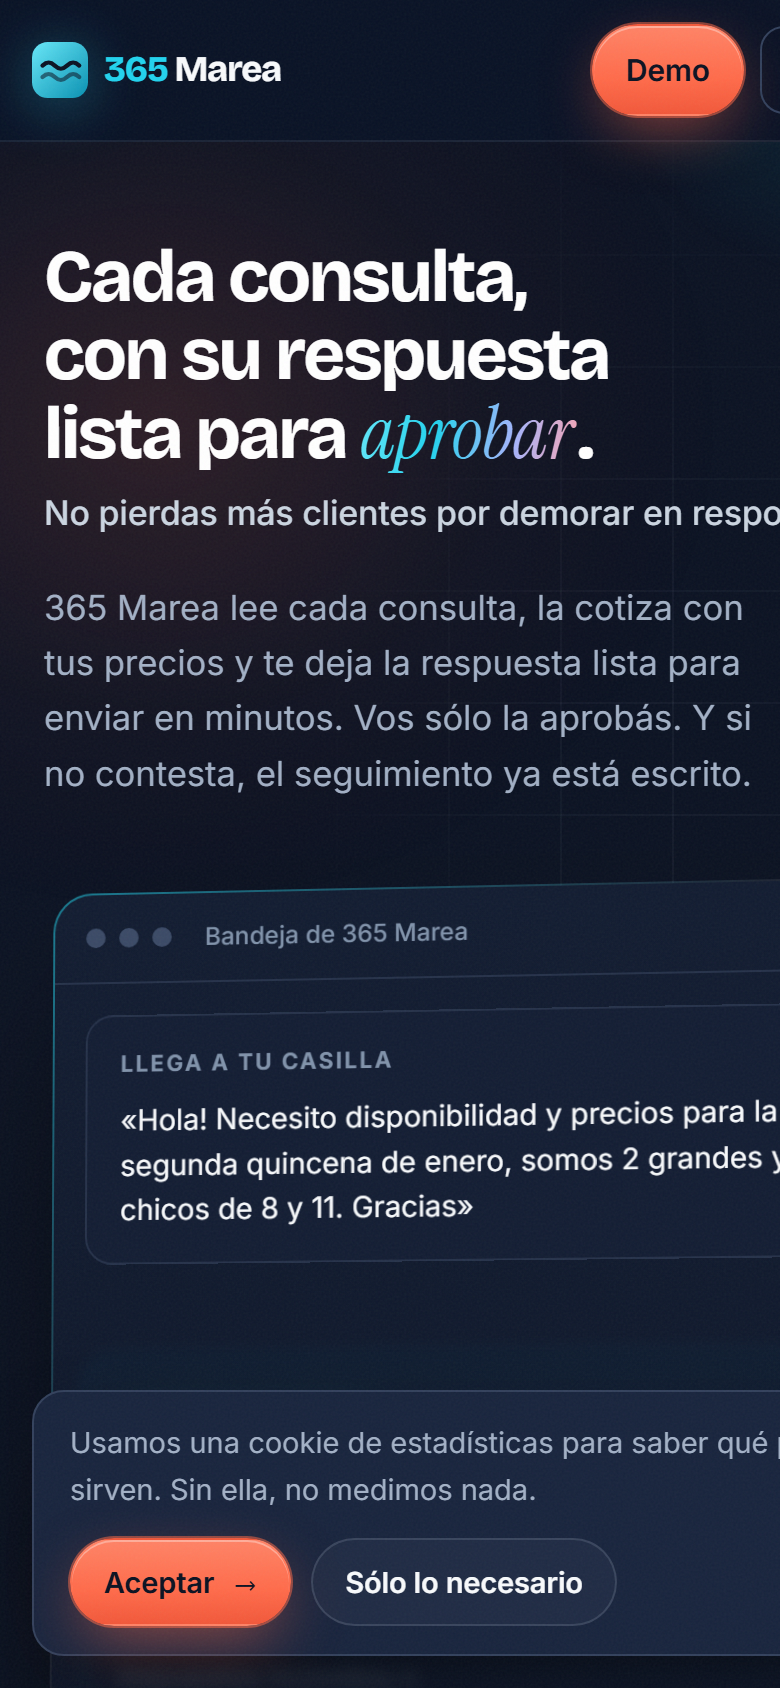 365 Marea
Demo
Cada consulta,
con su respuesta
lista para aprobar.
No pierdas más clientes por demorar en
365 Marea lee cada consulta, la cotiza con
tus precios y te deja la respuesta lista para
enviar en minutos. Vos sólo la aprobás. Y si
no contesta, el seguimiento ya está escrito.
Bandeja de 365 Marea
LLEGA A TU CASILLA
«Hola! Necesito disponibilidad y precios para la
segunda quincena de enero, somos 2 grandes y
chicos de 8 y 11. Gracias»
Usamos una cookie de estadísticas para saber qué
sirven. Sin ella, no medimos nada.
Aceptar →
Sólo lo necesario